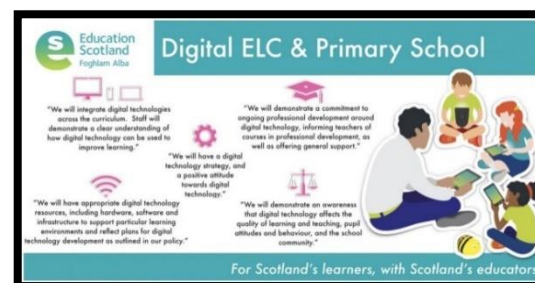 Education
Scotland
Foghlam Alba
Digital ELC & Primary School
"We will integrate digital technologies
across the curriculum. Staff will
demonstrate a clear understanding of
how digital technology can be used to
improve learning."
"We will demonstrate a commitment to
ongoing professional development around
digital technology, informing teachers of
courses in professional development, as
well as offering general support."
"We will have a digital
technology strategy, and
a positive attitude
towards digital
technology."
"We will have appropriate digital technology
resources, including hardware, software and
infrastructure to support particular learning
environments and reflect plans for digital
technology development as outlined in our policy."
"We will demonstrate an awareness
that digital technology affects the
quality of learning and teaching, pupil
attitudes and behaviour, and the school
community."
For Scotland's learners, with Scotland's educators